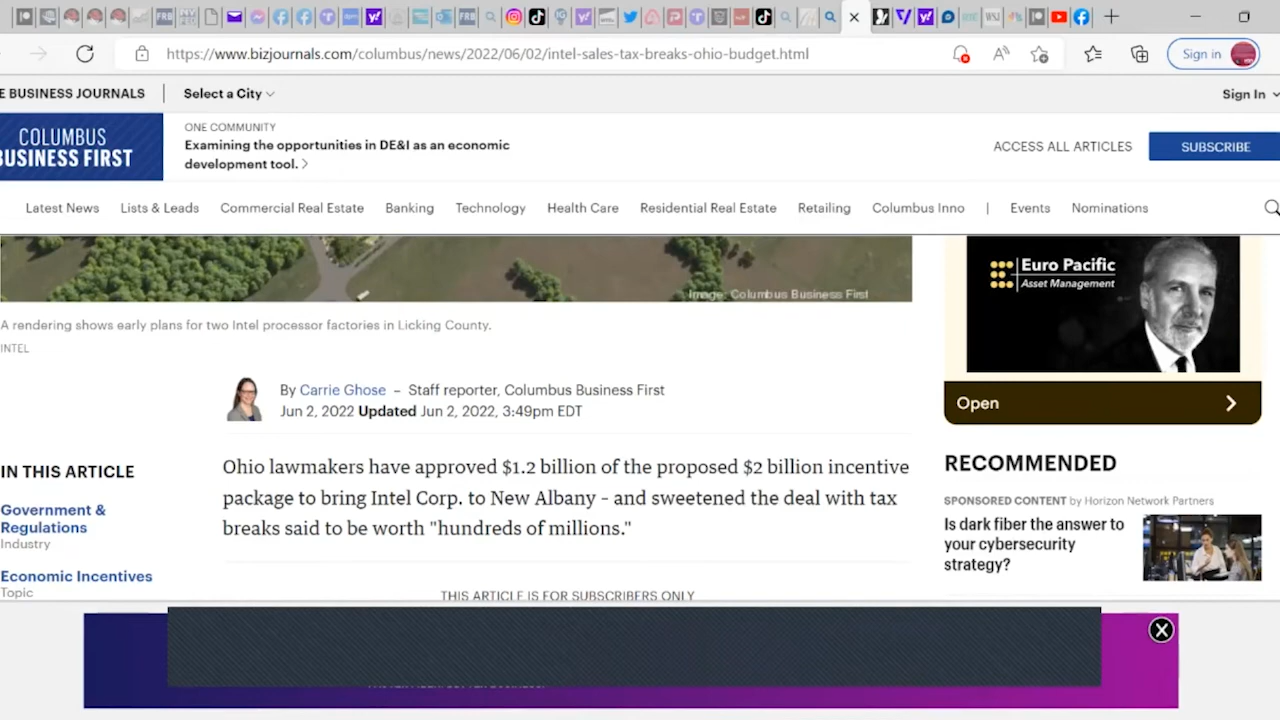 https://www.bizjournals.com/columbus/news/2022/06/02/intel-sales-tax-breaks-ohio-budget.html
Sign in
E BUSINESS JOURNALS
Select a City
Sign In
COLUMBUS
BUSINESS FIRST
ONE COMMUNITY
Examining the opportunities in DE&I as an economic
development tool.
ACCESS ALL ARTICLES
SUBSCRIBE
Latest News
Lists & Leads
Commercial Real Estate
Banking
Technology
Health Care
Residential Real Estate
Retailing
Columbus Inno
|
Events
Nominations
Image: Columbus Business First
A rendering shows early plans for two Intel processor factories in Licking County.
INTEL
Euro Pacific
Asset Management
Open
By Carrie Ghose – Staff reporter, Columbus Business First
Jun 2, 2022 Updated Jun 2, 2022, 3:49pm EDT
IN THIS ARTICLE
Government &
Regulations
Industry
Economic Incentives
Topic
Ohio lawmakers have approved $1.2 billion of the proposed $2 billion incentive
package to bring Intel Corp. to New Albany – and sweetened the deal with tax
breaks said to be worth "hundreds of millions."
THIS ARTICLE IS FOR SUBSCRIBERS ONLY
RECOMMENDED
SPONSORED CONTENT by Horizon Network Partners
Is dark fiber the answer to
your cybersecurity
strategy?